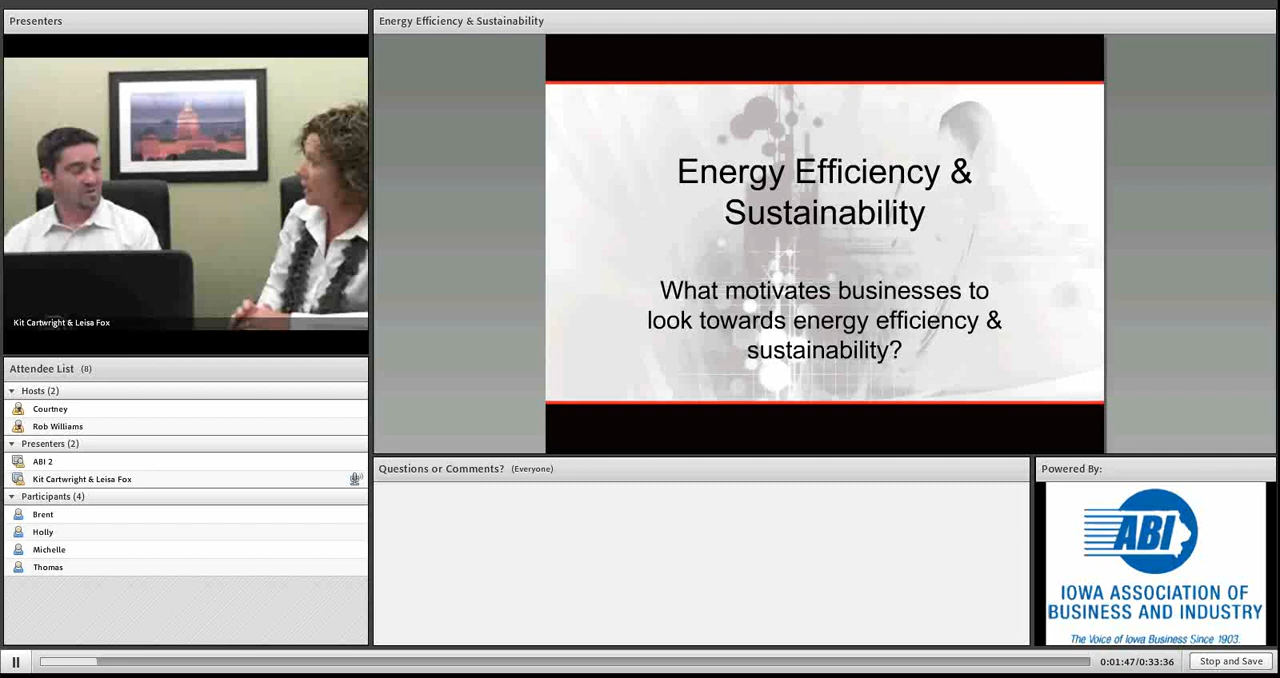 Presenters
Kit Cartwright & Leisa Fox
Attendee List (8)
Hosts (2)
Courtney
Rob Williams
Presenters (2)
ABI 2
Kit Cartwright & Leisa Fox
Participants (4)
Brent
Holly
Michelle
Thomas
Energy Efficiency & Sustainability
Energy Efficiency &
Sustainability
What motivates businesses to
look towards energy efficiency &
sustainability?
Questions or Comments? (Everyone)
Powered By:
ABI
IOWA ASSOCIATION OF
BUSINESS AND INDUSTRY
The Voice of Iowa Business Since 1903.
0:01:47/0:33:36
Stop and Save